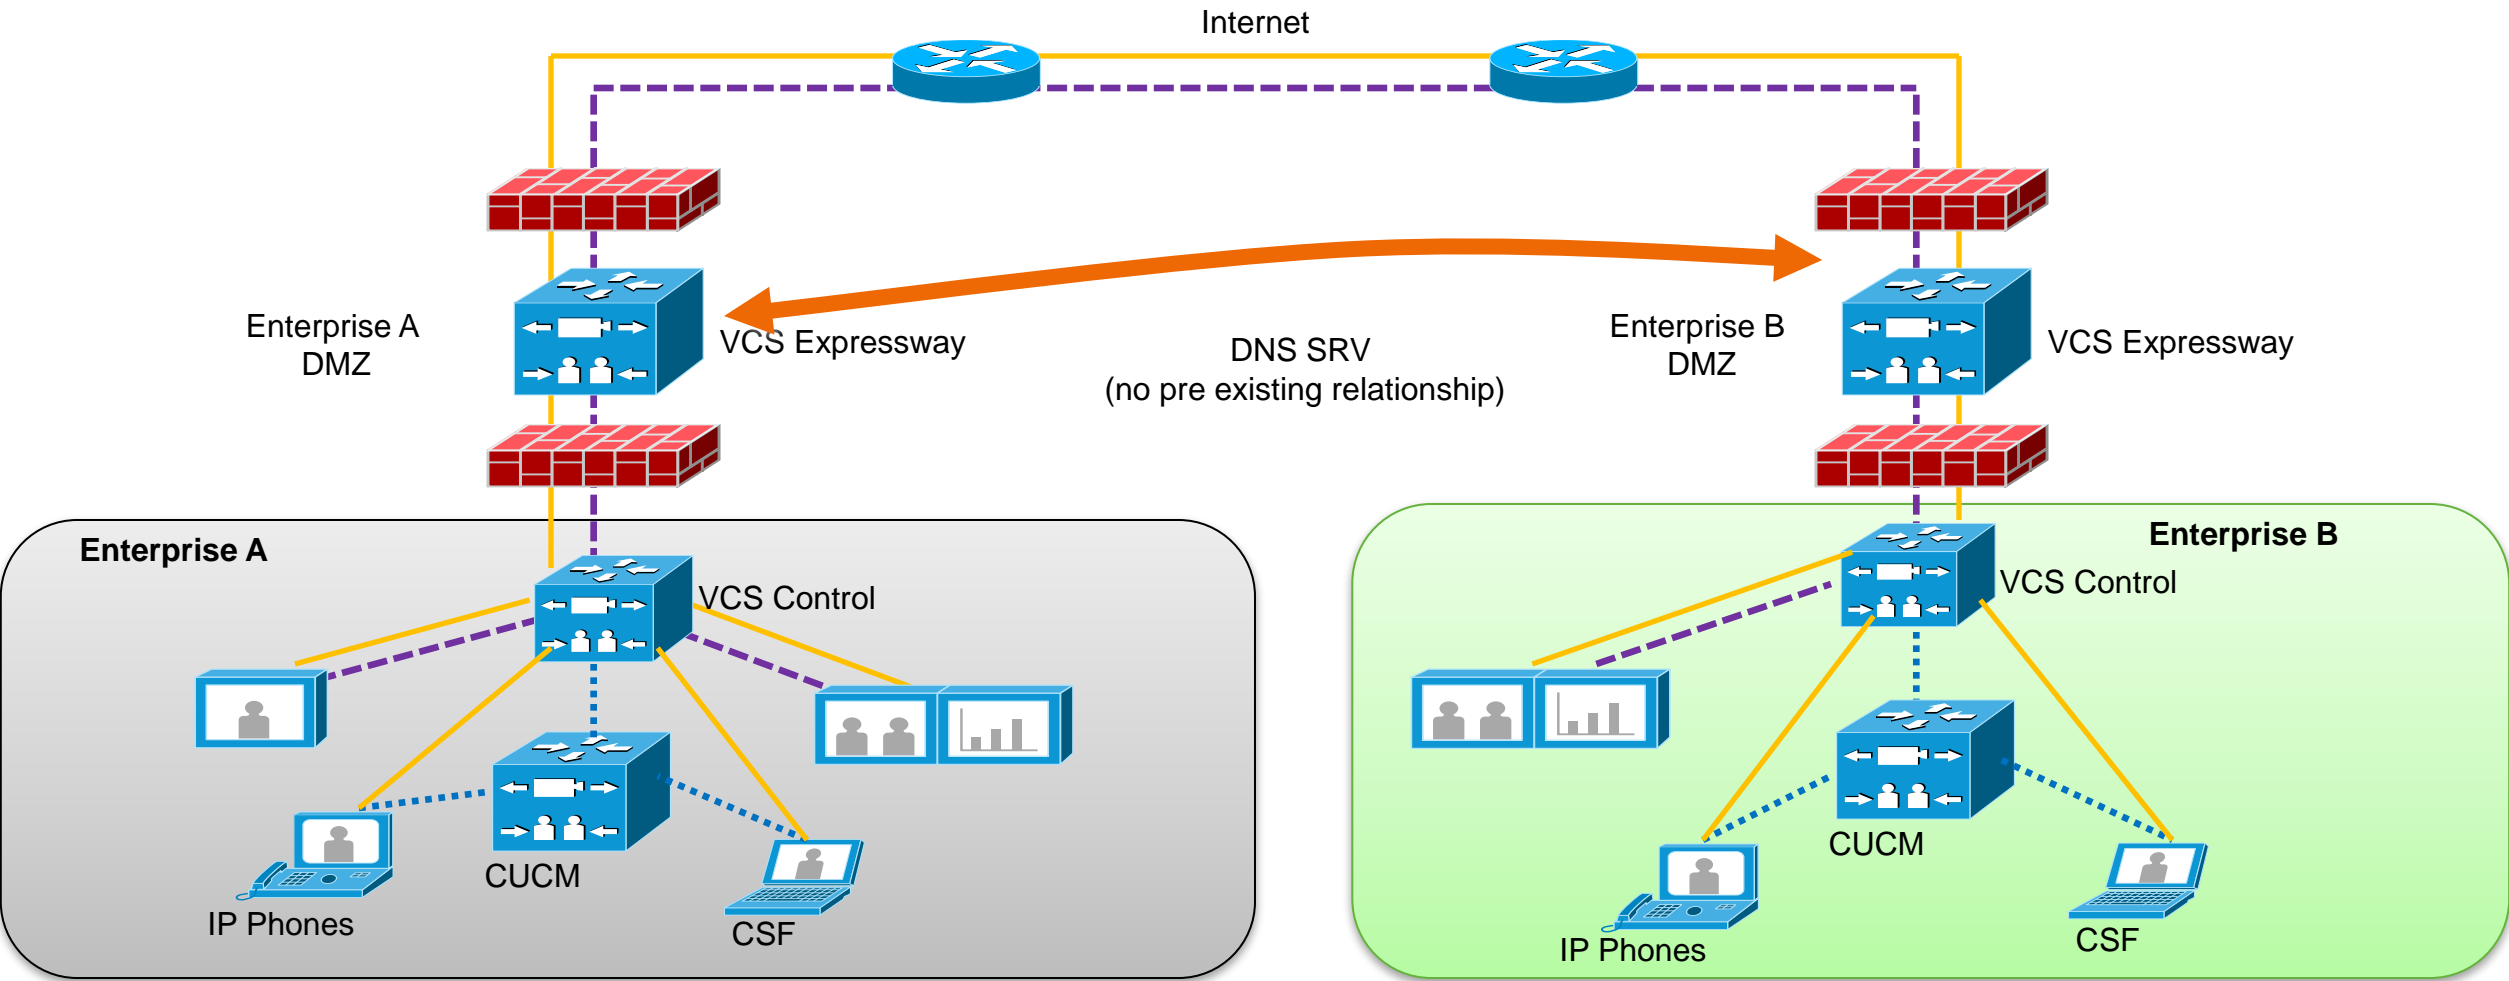 Internet
Enterprise A
DMZ
VCS Expressway
DNS SRV
(no pre existing relationship)
Enterprise B
DMZ
VCS Expressway
Enterprise A
VCS Control
CUCM
IP Phones
CSF
Enterprise B
VCS Control
CUCM
IP Phones
CSF